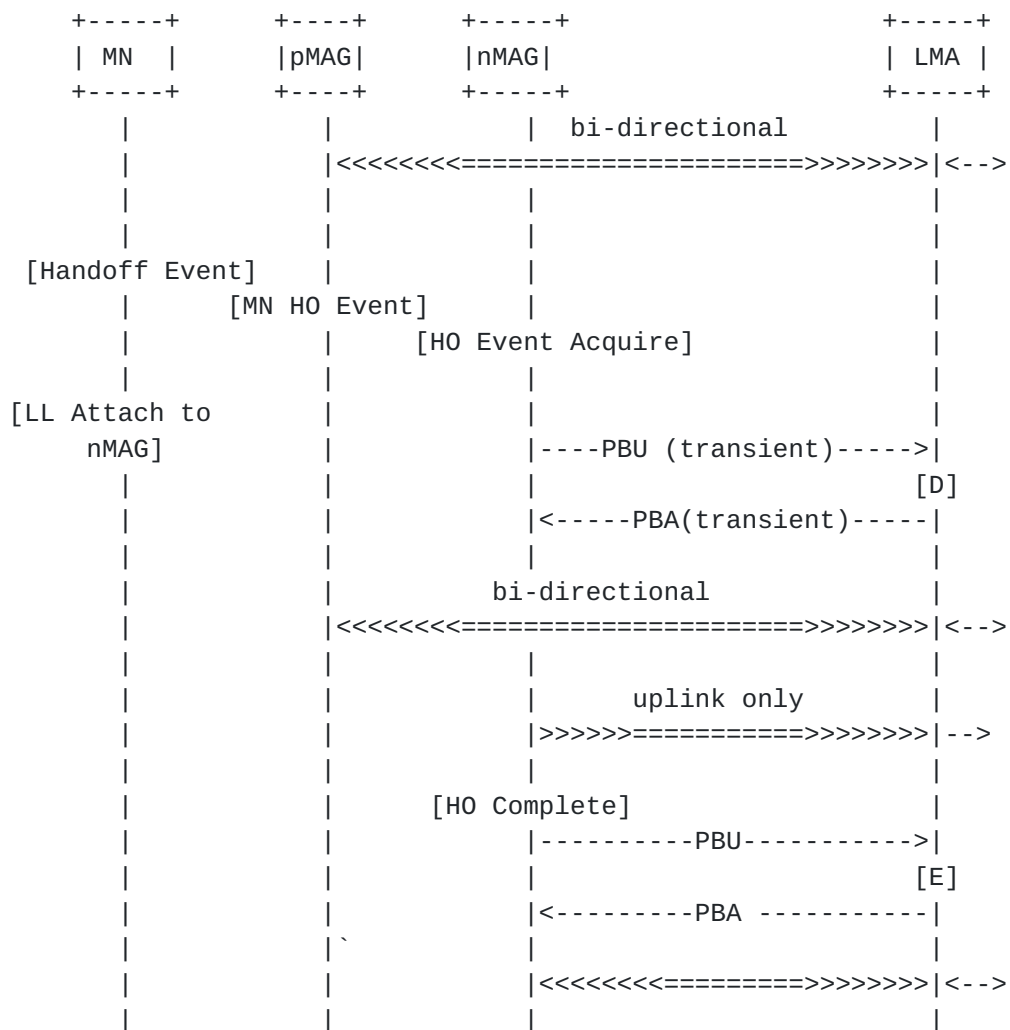 +-----+      +----+      +-----+                    +-----+
    | MN  |      |pMAG|      |nMAG|                     | LMA |
    +-----+      +----+      +-----+                    +-----+
       |            |            |  bi-directional         |
       |            |<<<<<<<<======================>>>>>>>>|<-->
       |            |            |                         |
       |            |            |                         |
 [Handoff Event]    |            |                         |
       |      [MN HO Event]      |                         |
       |            |     [HO Event Acquire]               |
       |            |            |                         |
[LL Attach to       |            |                         |
     nMAG]          |            |----PBU (transient)----->|
       |            |            |                        [D]
       |            |            |<-----PBA(transient)-----|
       |            |            |                         |
       |            |          bi-directional              |
       |            |<<<<<<<<======================>>>>>>>>|<-->
       |            |            |                         |
       |            |            |      uplink only        |
       |            |            |>>>>>>===========>>>>>>>>|-->
       |            |            |                         |
       |            |      [HO Complete]                   |
       |            |            |----------PBU----------->|
       |            |            |                        [E]
       |            |            |<---------PBA -----------|
       |            |`           |                         |
       |            |            |<<<<<<<<=========>>>>>>>>|<-->
       |            |            |                         |